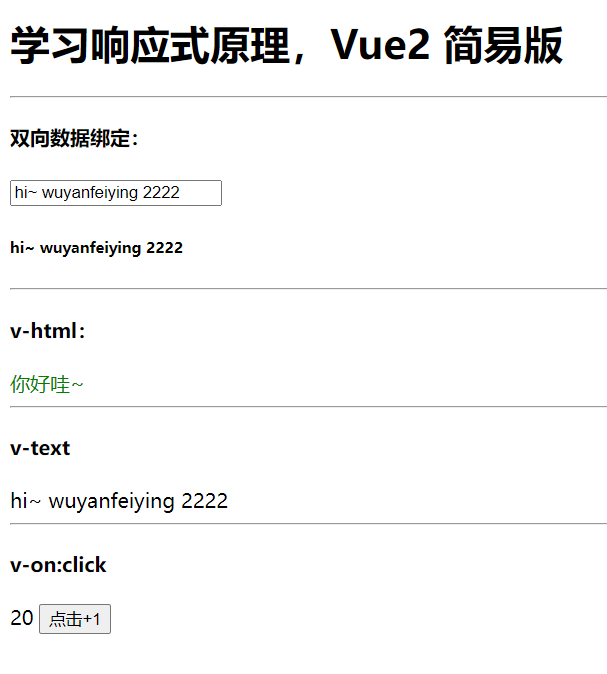 学习响应式原理，Vue2 简易版
双向数据绑定：
hi~ wuyanfeiying 2222
hi~ wuyanfeiying 2222
v-html：
你好哇~
v-text
hi~ wuyanfeiying 2222
v-on:click
20 点击+1